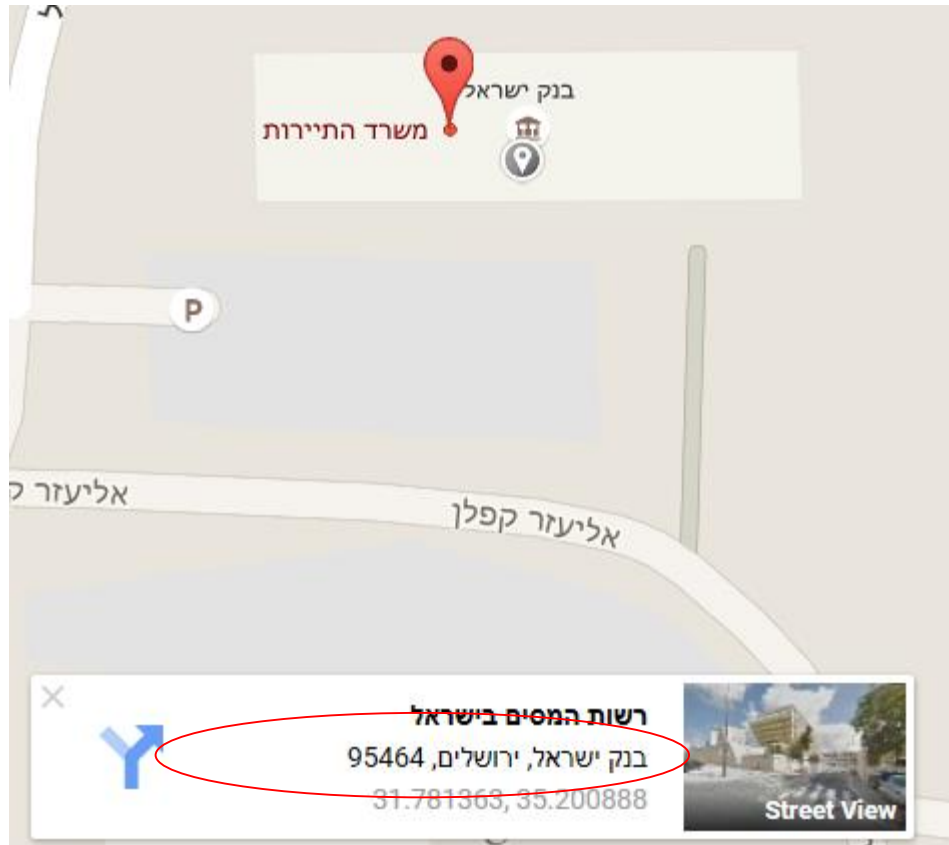 בנק ישראל
משרד התיירות
P
אליעזר ק
אליעזר קפלן
רשות המסים בישראל
בנק ישראל, ירושלים, 95464
31.781363, 35.200888
Street View